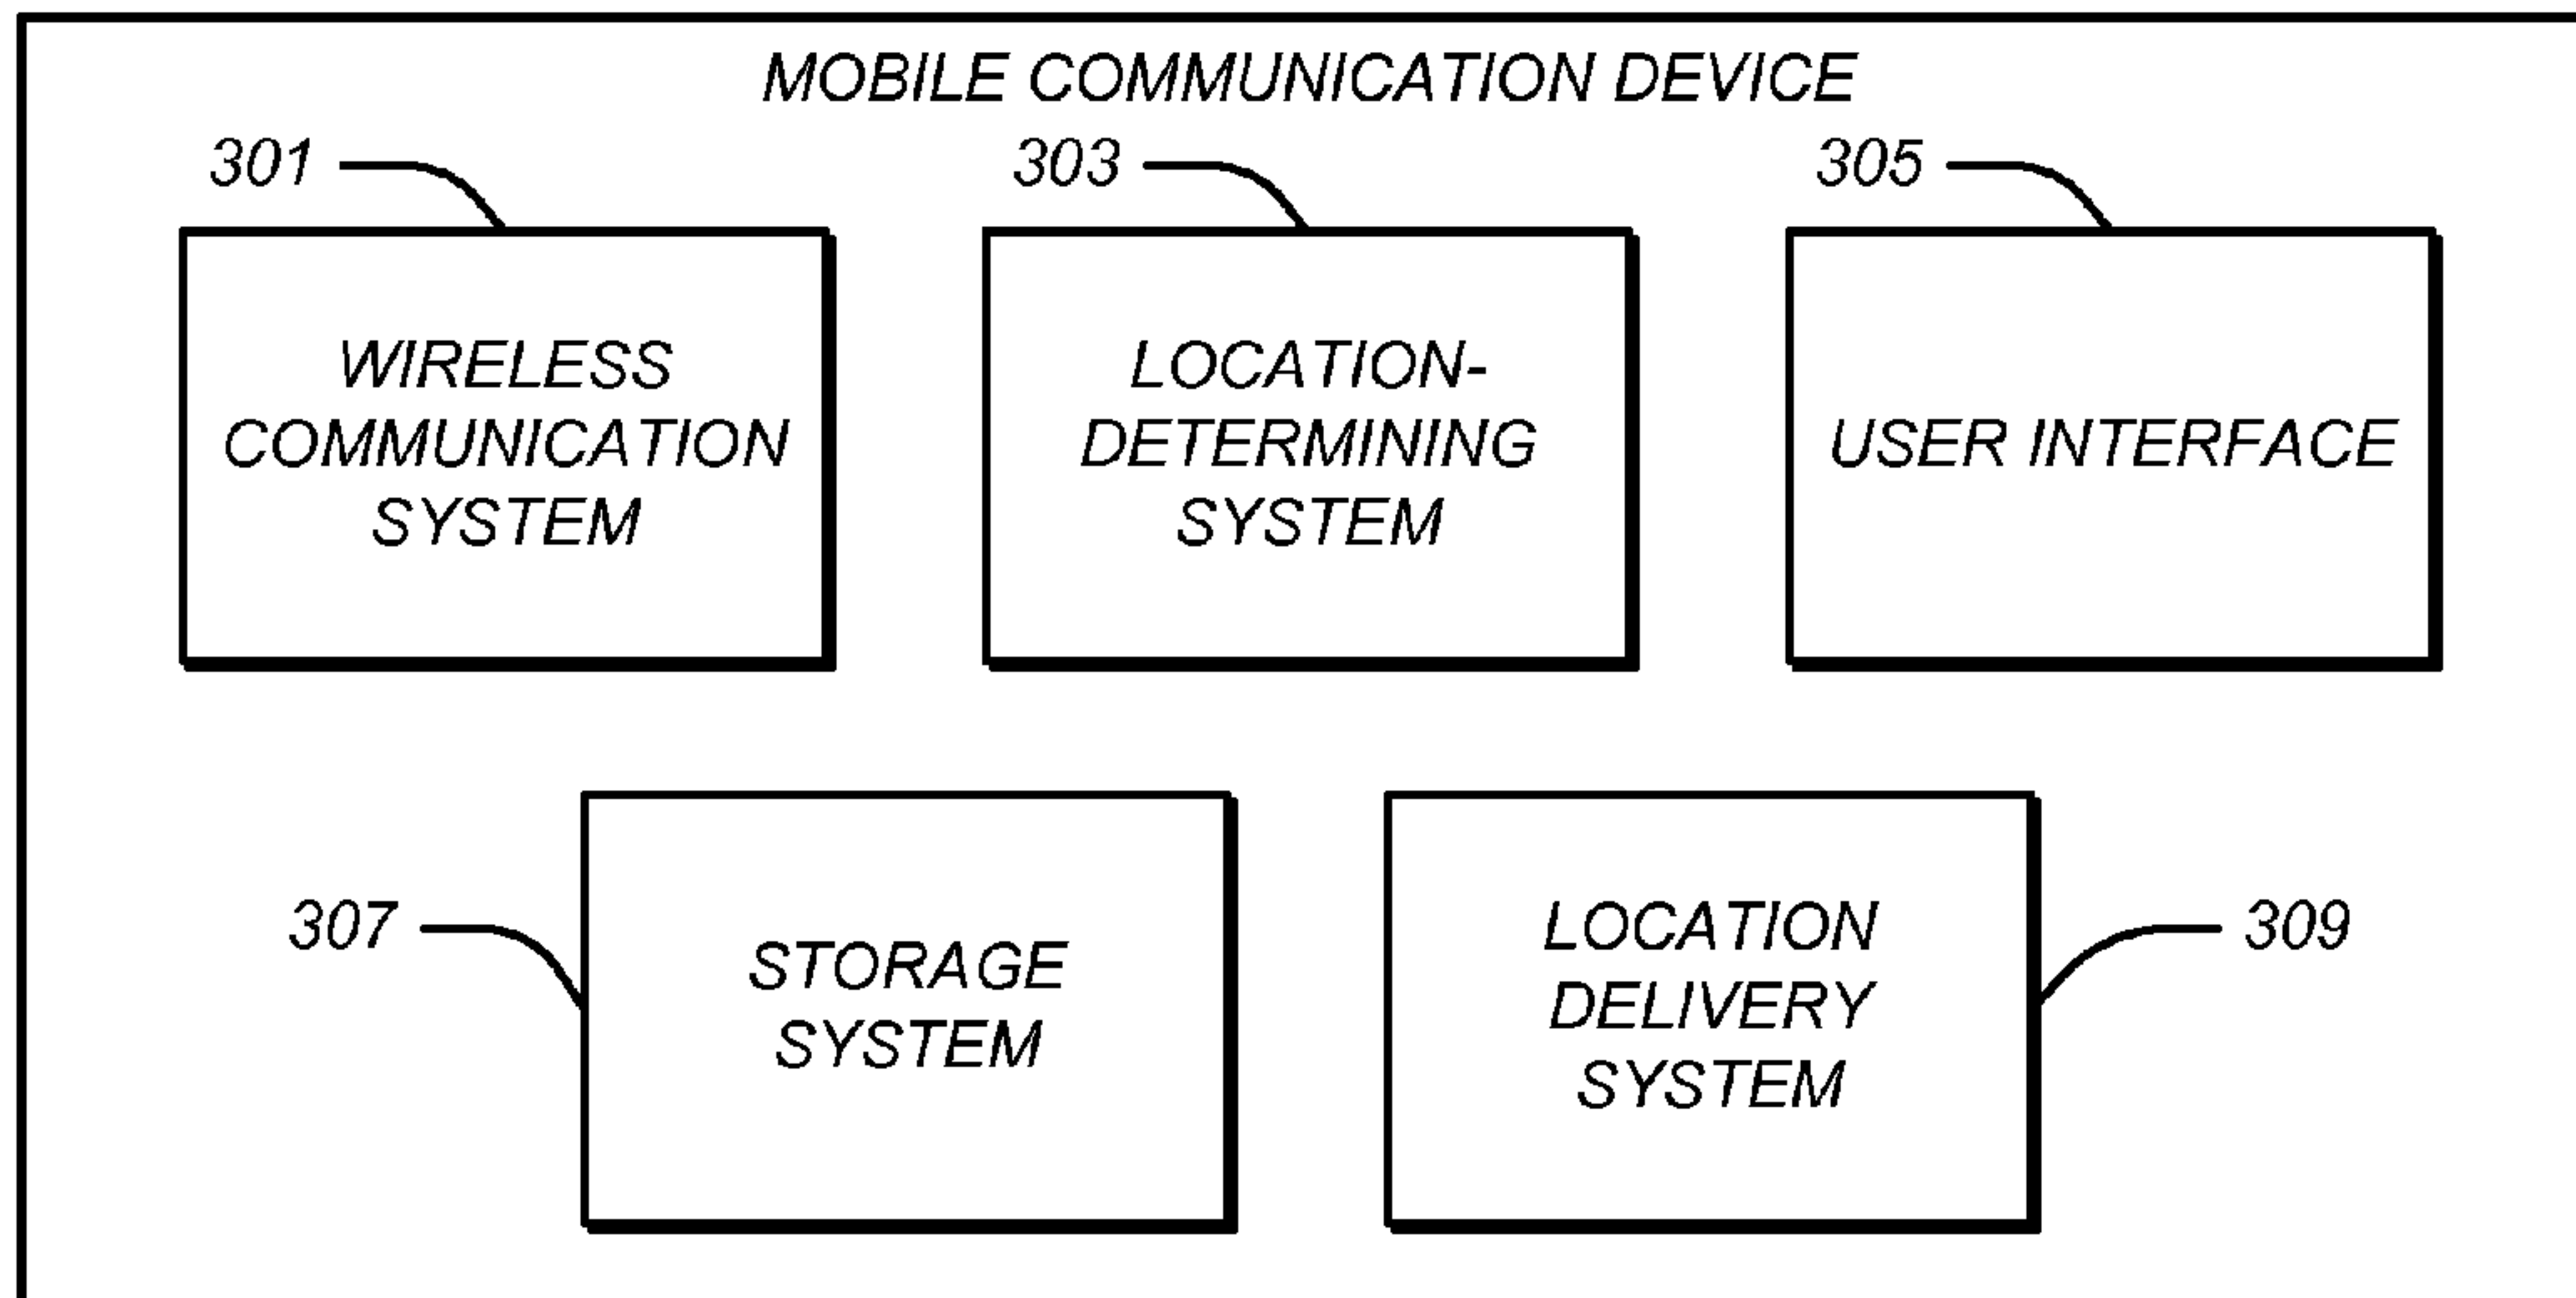 MOBILE COMMUNICATION DEVICE
301
303
305
WIRELESS
COMMUNICATION
SYSTEM
LOCATION-
DETERMINING
SYSTEM
USER INTERFACE
307
STORAGE
SYSTEM
LOCATION
DELIVERY
SYSTEM
309